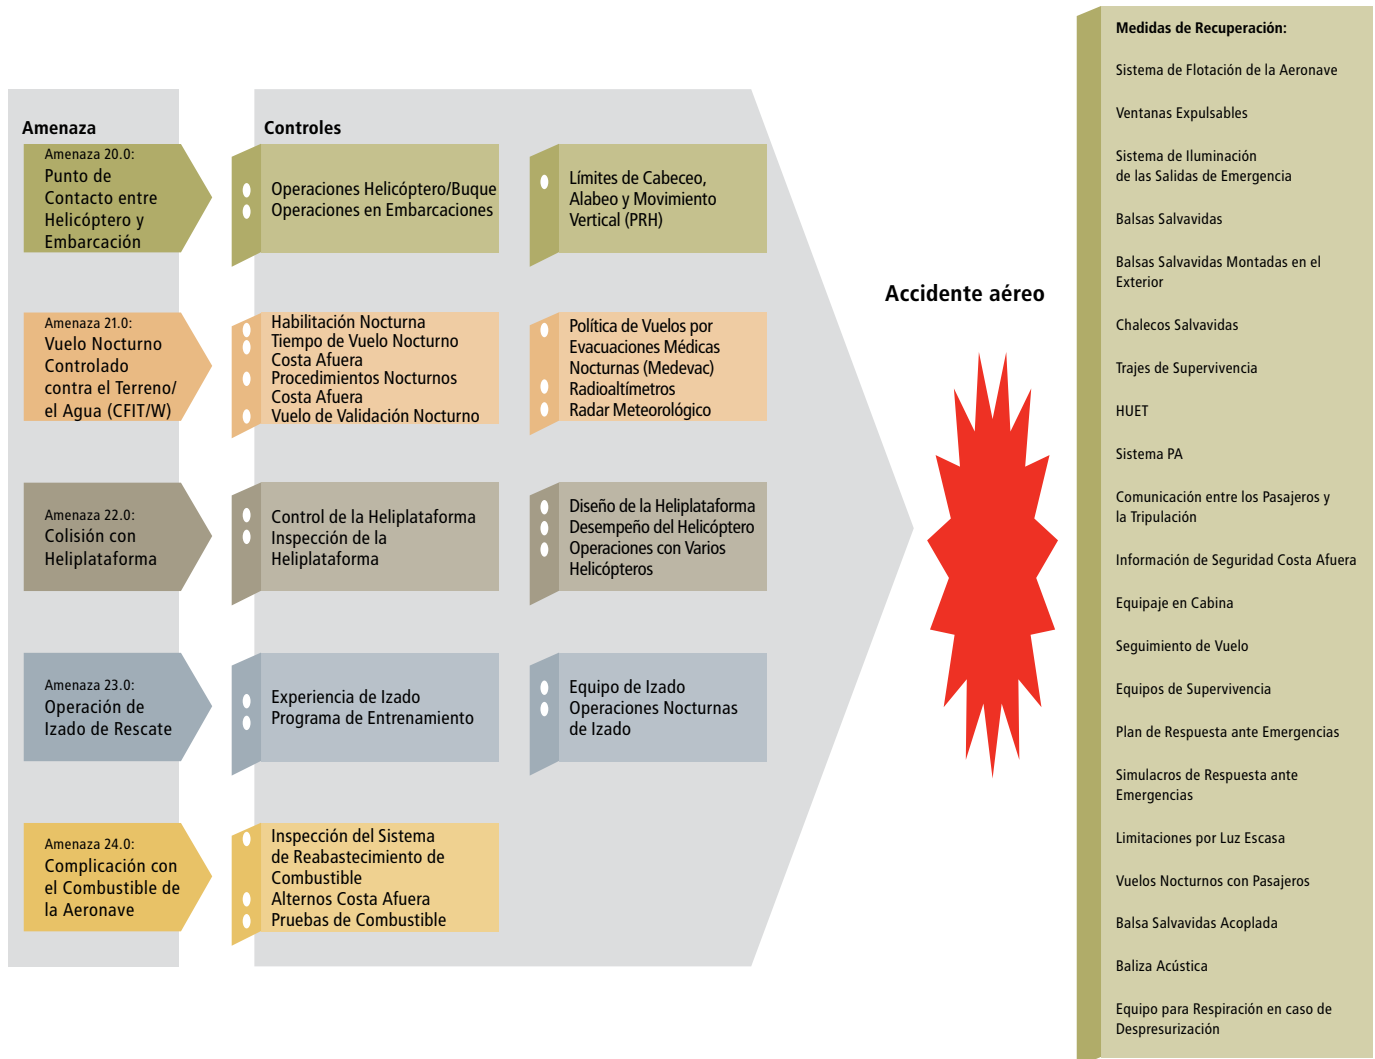 Amenaza
Controles
Amenaza 20.0:
Punto de
Contacto entre
Helicóptero y
Embarcación
Operaciones Helicóptero/Buque
Operaciones en Embarcaciones
Límites de Cabeceo,
Alabeo y Movimiento
Vertical (PRH)
Amenaza 21.0:
Vuelo Nocturno
Controlado
contra el Terreno/
el Agua (CFIT/W)
Habilitación Nocturna
Tiempo de Vuelo Nocturno
Costa Afuera
Procedimientos Nocturnos
Costa Afuera
Vuelo de Validación Nocturno
Política de Vuelos por
Evacuaciones Médicas
Nocturnas (Medevac)
Radioaltímetros
Radar Meteorológico
Amenaza 22.0:
Colisión con
Heliplataforma
Control de la Heliplataforma
Inspección de la
Heliplataforma
Diseño de la Heliplataforma
Desempeño del Helicóptero
Operaciones con Varios
Helicópteros
Amenaza 23.0:
Operación de
Izado de Rescate
Experiencia de Izado
Programa de Entrenamiento
Equipo de Izado
Operaciones Nocturnas
de Izado
Amenaza 24.0:
Complicación con
el Combustible de
la Aeronave
Inspección del Sistema
de Reabastecimiento de
Combustible
Alternos Costa Afuera
Pruebas de Combustible
Accidente aéreo
Medidas de Recuperación:
Sistema de Flotación de la Aeronave
Ventanas Expulsables
Sistema de Iluminación
de las Salidas de Emergencia
Balsas Salvavidas
Balsas Salvavidas Montadas en el
Exterior
Chalecos Salvavidas
Trajes de Supervivencia
HUET
Sistema PA
Comunicación entre los Pasajeros y
la Tripulación
Información de Seguridad Costa Afuera
Equipaje en Cabina
Seguimiento de Vuelo
Equipos de Supervivencia
Plan de Respuesta ante Emergencias
Simulacros de Respuesta ante
Emergencias
Limitaciones por Luz Escasa
Vuelos Nocturnos con Pasajeros
Balsa Salvavidas Acoplada
Baliza Acústica
Equipo para Respiración en caso de
Despresurización